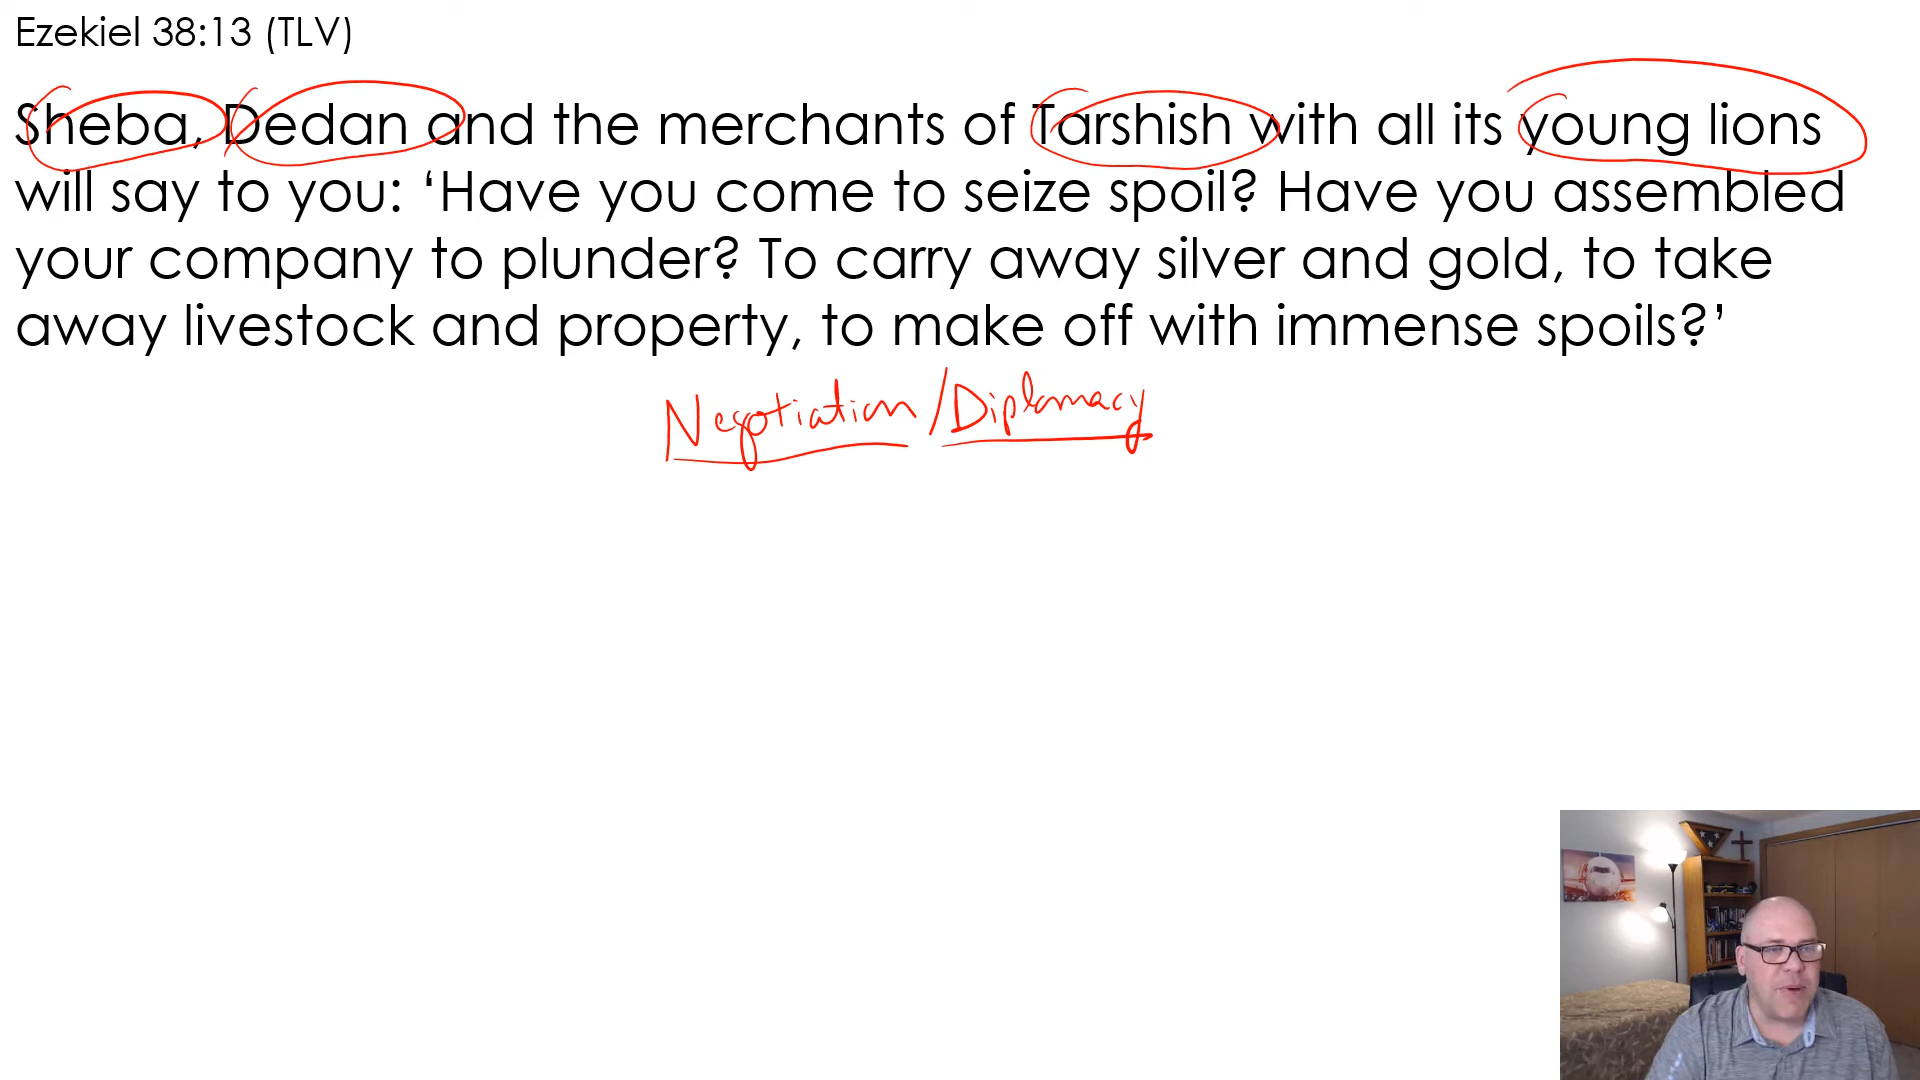 Ezekiel 38:13 (TLV)
Sheba, Dedan and the merchants of Tarshish with all its young lions
will say to you: ‘Have you come to seize spoil? Have you assembled
your company to plunder? To carry away silver and gold, to take
away livestock and property, to make off with immense spoils?’
Negotiation/Diplomacy